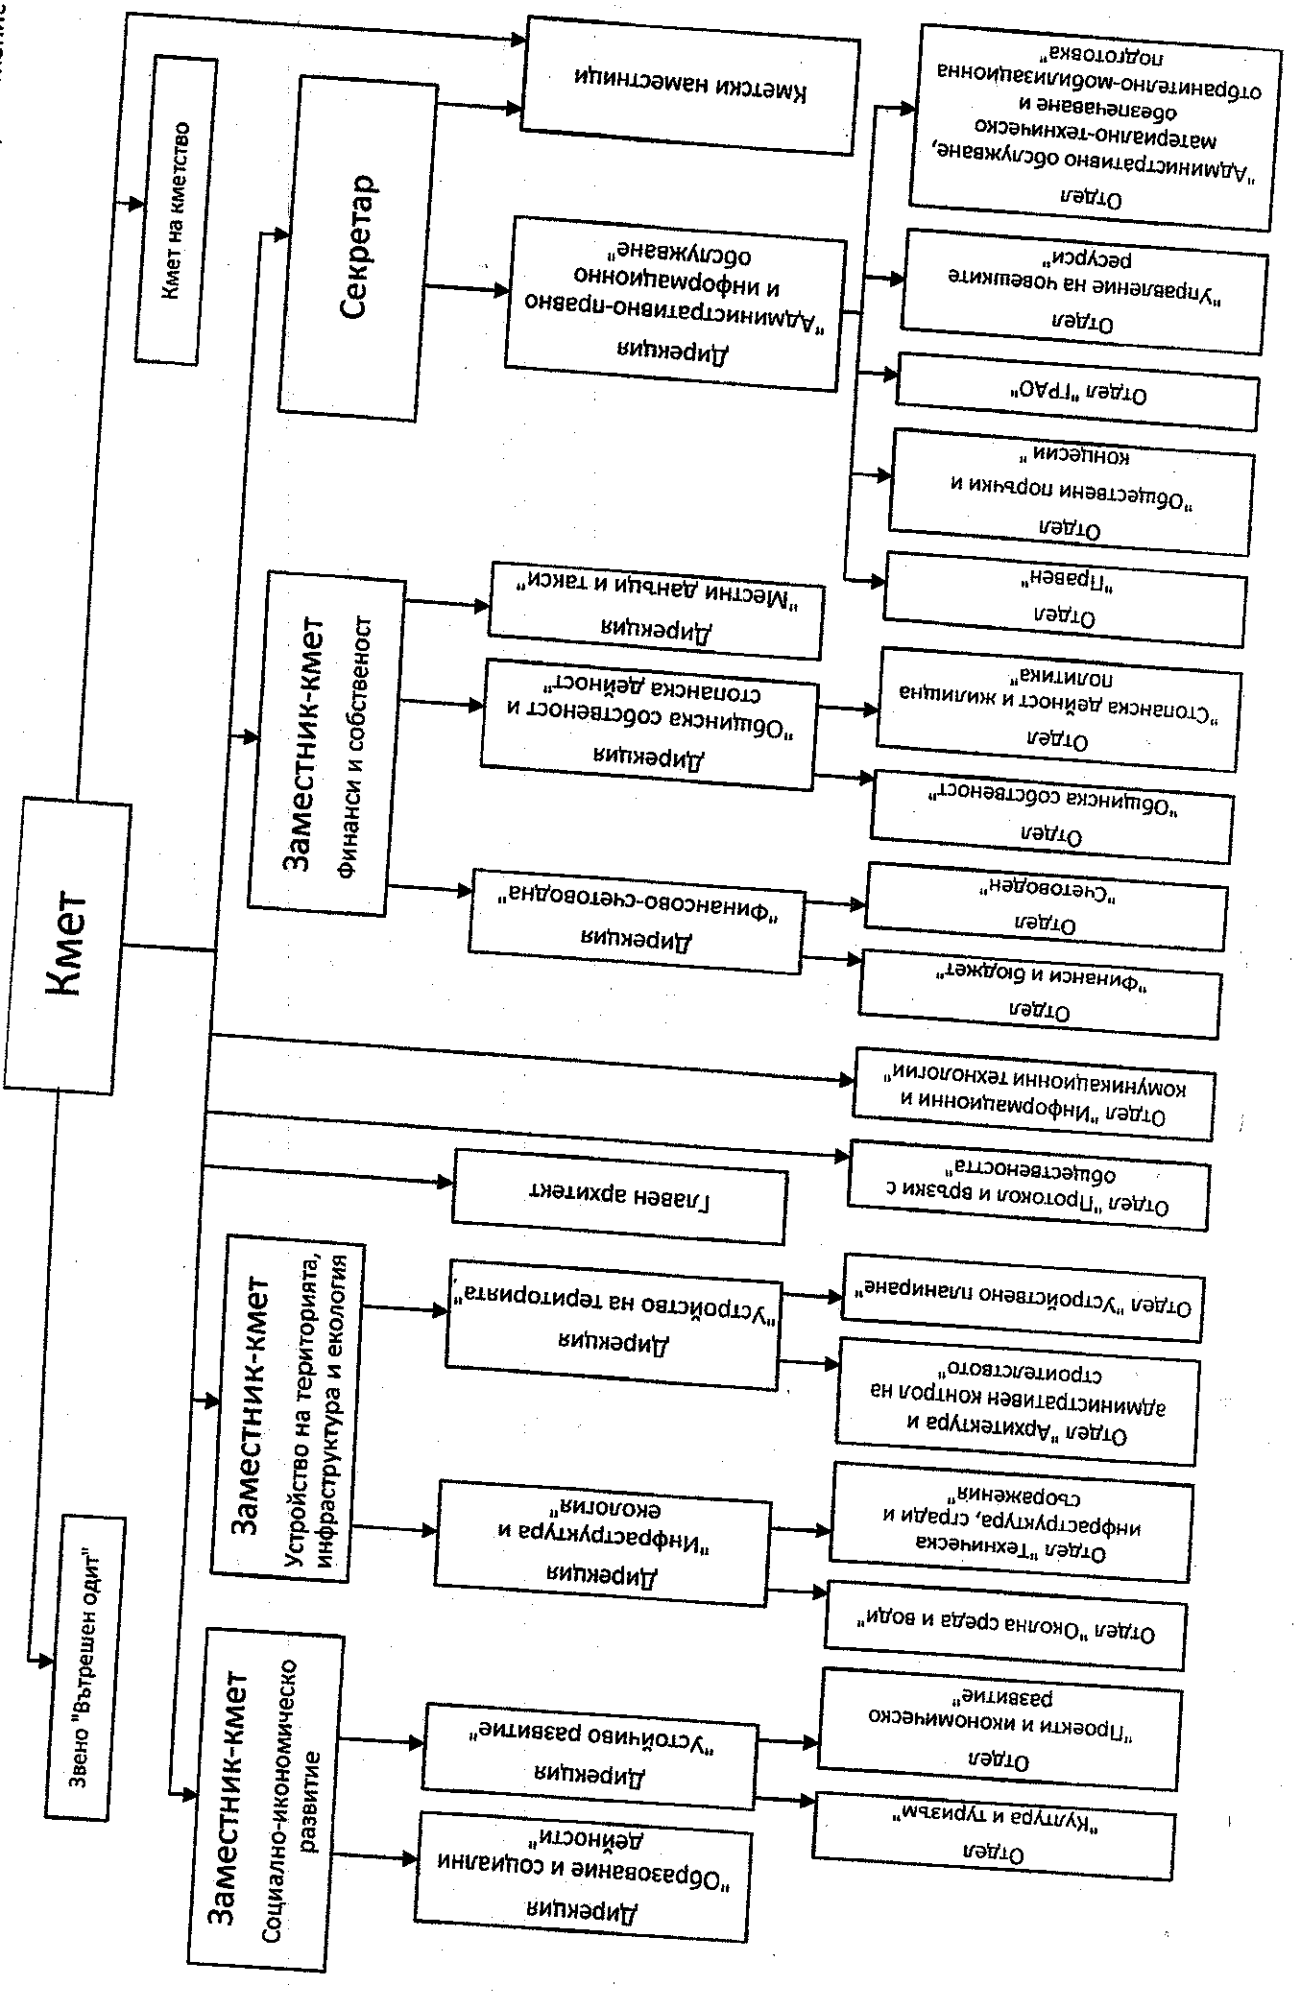 Кмет
Звено "Вътрешен одит"
Кмет на кметство
Заместник-кмет
Социално-икономическо
развитие
Заместник-кмет
Устройство на територията,
инфраструктура и екология
Заместник-кмет
Финанси и собственост
Секретар
Дирекция
"Образование и социални
дейности"
Дирекция
"Устойчиво развитие"
Дирекция
"Инфраструктура и
екология"
Дирекция
"Устройство на територията"
Главен архитект
Дирекция
"Финансово-счетоводна"
Дирекция
"Общинска собственост и
стопанска дейност"
Дирекция
"Местни данъци и такси"
Дирекция
"Административно-правно
и информационно
обслужване"
Кметски наместници
Отдел
"Култура и туризъм"
Отдел
"Проекти и икономическо
развитие"
Отдел "Околна среда и води"
Отдел "Техническа
инфраструктура, сгради и
съоражения"
Отдел "Архитектура и
административен контрол на
строителството"
Отдел "Устройствено планиране"
Отдел "Протокол и връзки с
обществеността"
Отдел "Информационни и
комуникационни технологии"
Отдел
"Финанси и бюджет"
Отдел
"Счетоводен"
Отдел
"Общинска собственост"
Отдел
"Стопанска дейност и жилищна
политика"
Отдел
"Правен"
Отдел
"Обществени поръчки и
концесии "
Отдел "ГРАО"
Отдел
"Управление на човешките
ресурси"
Отдел
"Административно обслужване,
материално-техническо
обезпечаване и
отбранително-мобилизационна
подготовка"